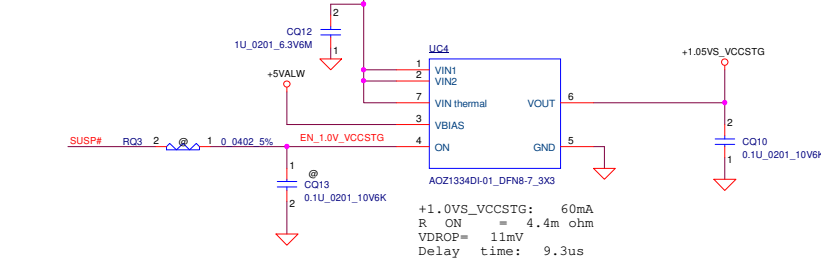 2
CQ12
1U_0201_6.3V6M
1
UC4
+1.05VS_VCCSTG
+5VALW
1 VIN1
2 VIN2
7 VIN thermal VOUT 6
3 VBIAS
SUSP# RQ3 2 @ 1 0_0402_5% EN_1.0V_VCCSTG 4 ON GND 5
2
CQ10
0.1U_0201_10V6K
1
1 @
CQ13
0.1U_0201_10V6K
2
AOZ1334DI-01_DFN8-7_3X3
+1.0VS_VCCSTG: 60mA
R ON = 4.4m ohm
VDROP= 11mV
Delay time: 9.3us